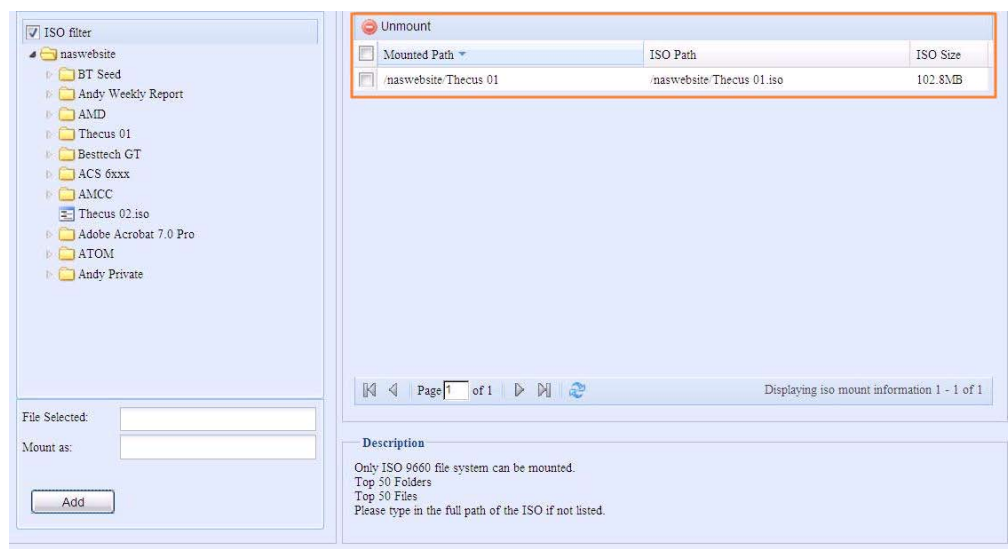 ISO filter
naswebsite
BT Seed
Andy Weekly Report
AMD
Thecus 01
Besttech GT
ACS 6xxx
AMCC
Thecus 02.iso
Adobe Acrobat 7.0 Pro
ATOM
Andy Private
File Selected:
Mount as:
Add
Unmount
Mounted Path ISO Path ISO Size
/naswebsite/Thecus 01 /naswebsite/Thecus 01.iso 102.8MB
Page 1 of 1 Displaying iso mount information 1 - 1 of 1
Description
Only ISO 9660 file system can be mounted.
Top 50 Folders
Top 50 Files
Please type in the full path of the ISO if not listed.